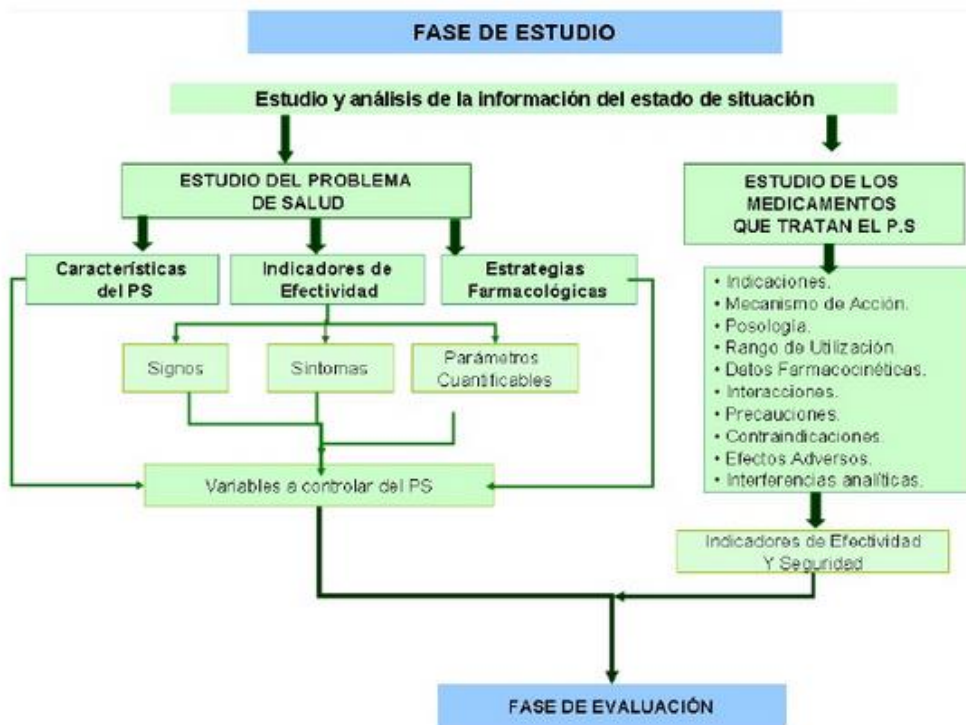 FASE DE ESTUDIO
Estudio y análisis de la información del estado de situación
ESTUDIO DEL PROBLEMA
DE SALUD
Características
del PS
Indicadores de
Efectividad
Estrategias
Farmacológicas
Signos
Síntomas
Parámetros
Cuantificables
Variables a controlar del PS
ESTUDIO DE LOS
MEDICAMENTOS
QUE TRATAN EL P.S
• Indicaciones.
• Mecanismo de Acción.
• Posología.
• Rango de Utilización
• Datos Farmacocinéticas.
• Interacciones.
• Precauciones.
• Contraindicaciones.
• Efectos Adversos.
• Interferencias analíticas.
Indicadores de Efectividad
Y Seguridad
FASE DE EVALUACIÓN